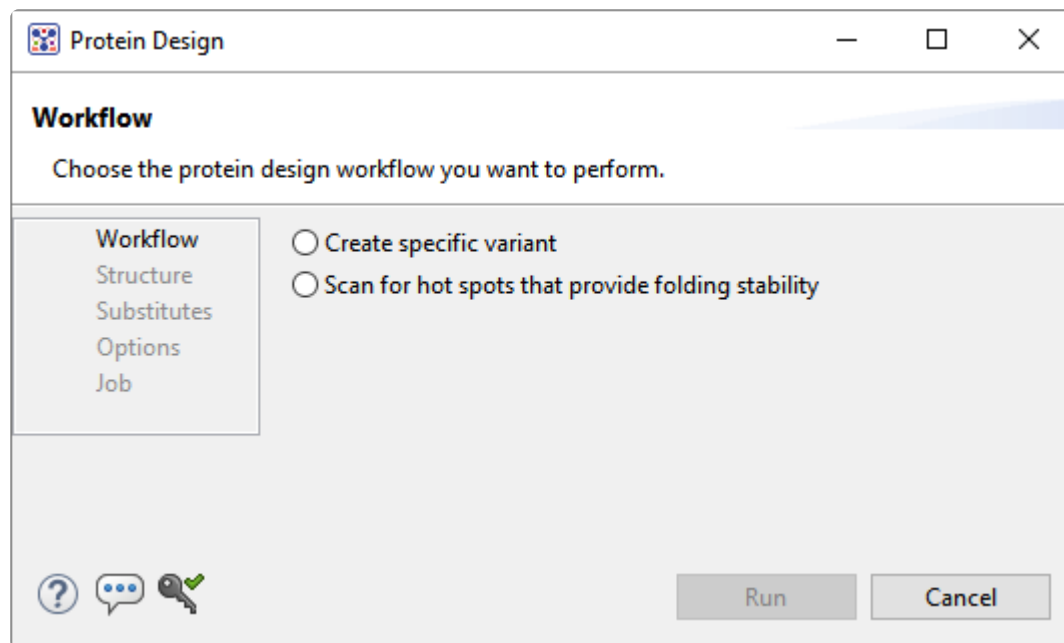 Protein Design
Workflow
Choose the protein design workflow you want to perform.
Workflow
Structure
Substitutes
Options
Job
Create specific variant
Scan for hot spots that provide folding stability
?
Run
Cancel